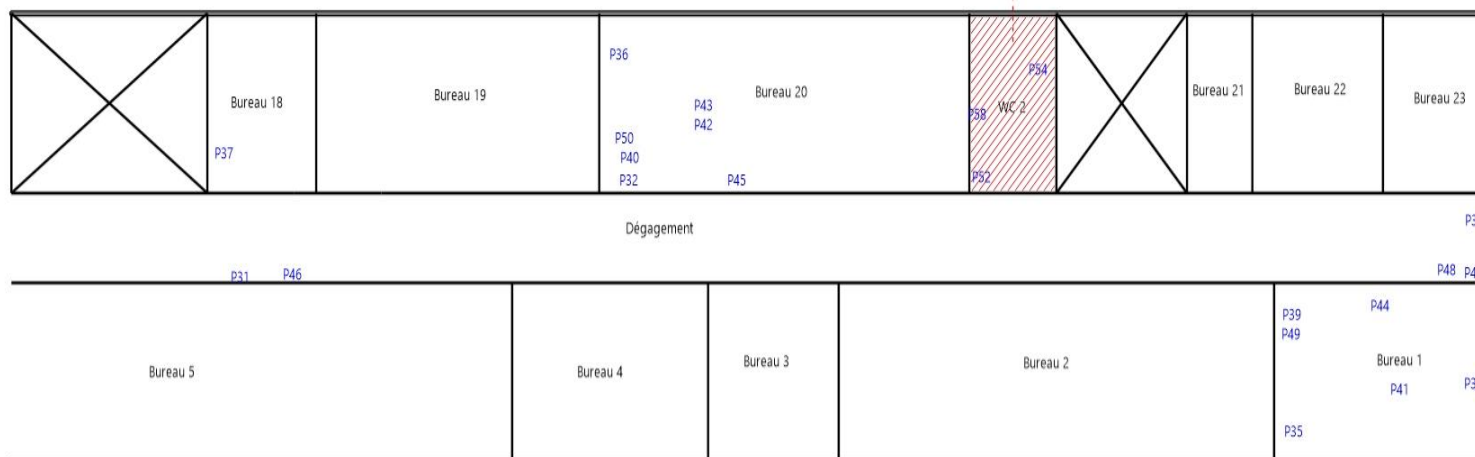 P36
P54
Bureau 18
Bureau 19
Bureau 20
Bureau 21
Bureau 22
Bureau 23
P43
P42
P58
WC 2
P50
P40
P37
P32
P45
P52
Dégagement
P31
P46
P48
P39
P49
P44
Bureau 5
Bureau 4
Bureau 3
Bureau 2
Bureau 1
P41
P35